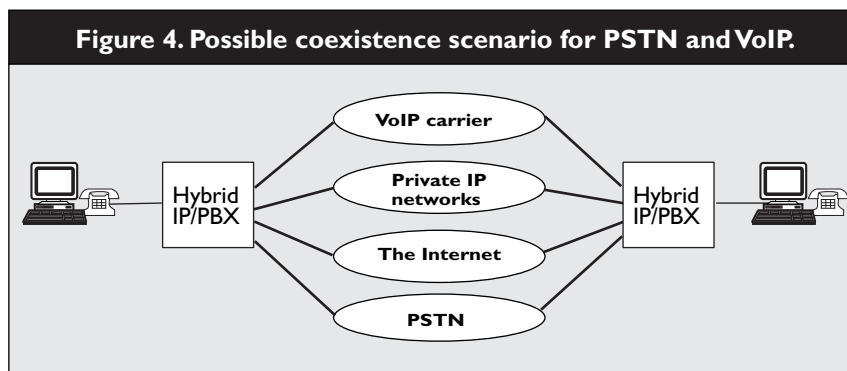 Figure 4. Possible coexistence scenario for PSTN and VoIP.
VoIP carrier
Hybrid
IP/PBX
Private IP
networks
Hybrid
IP/PBX
The Internet
PSTN